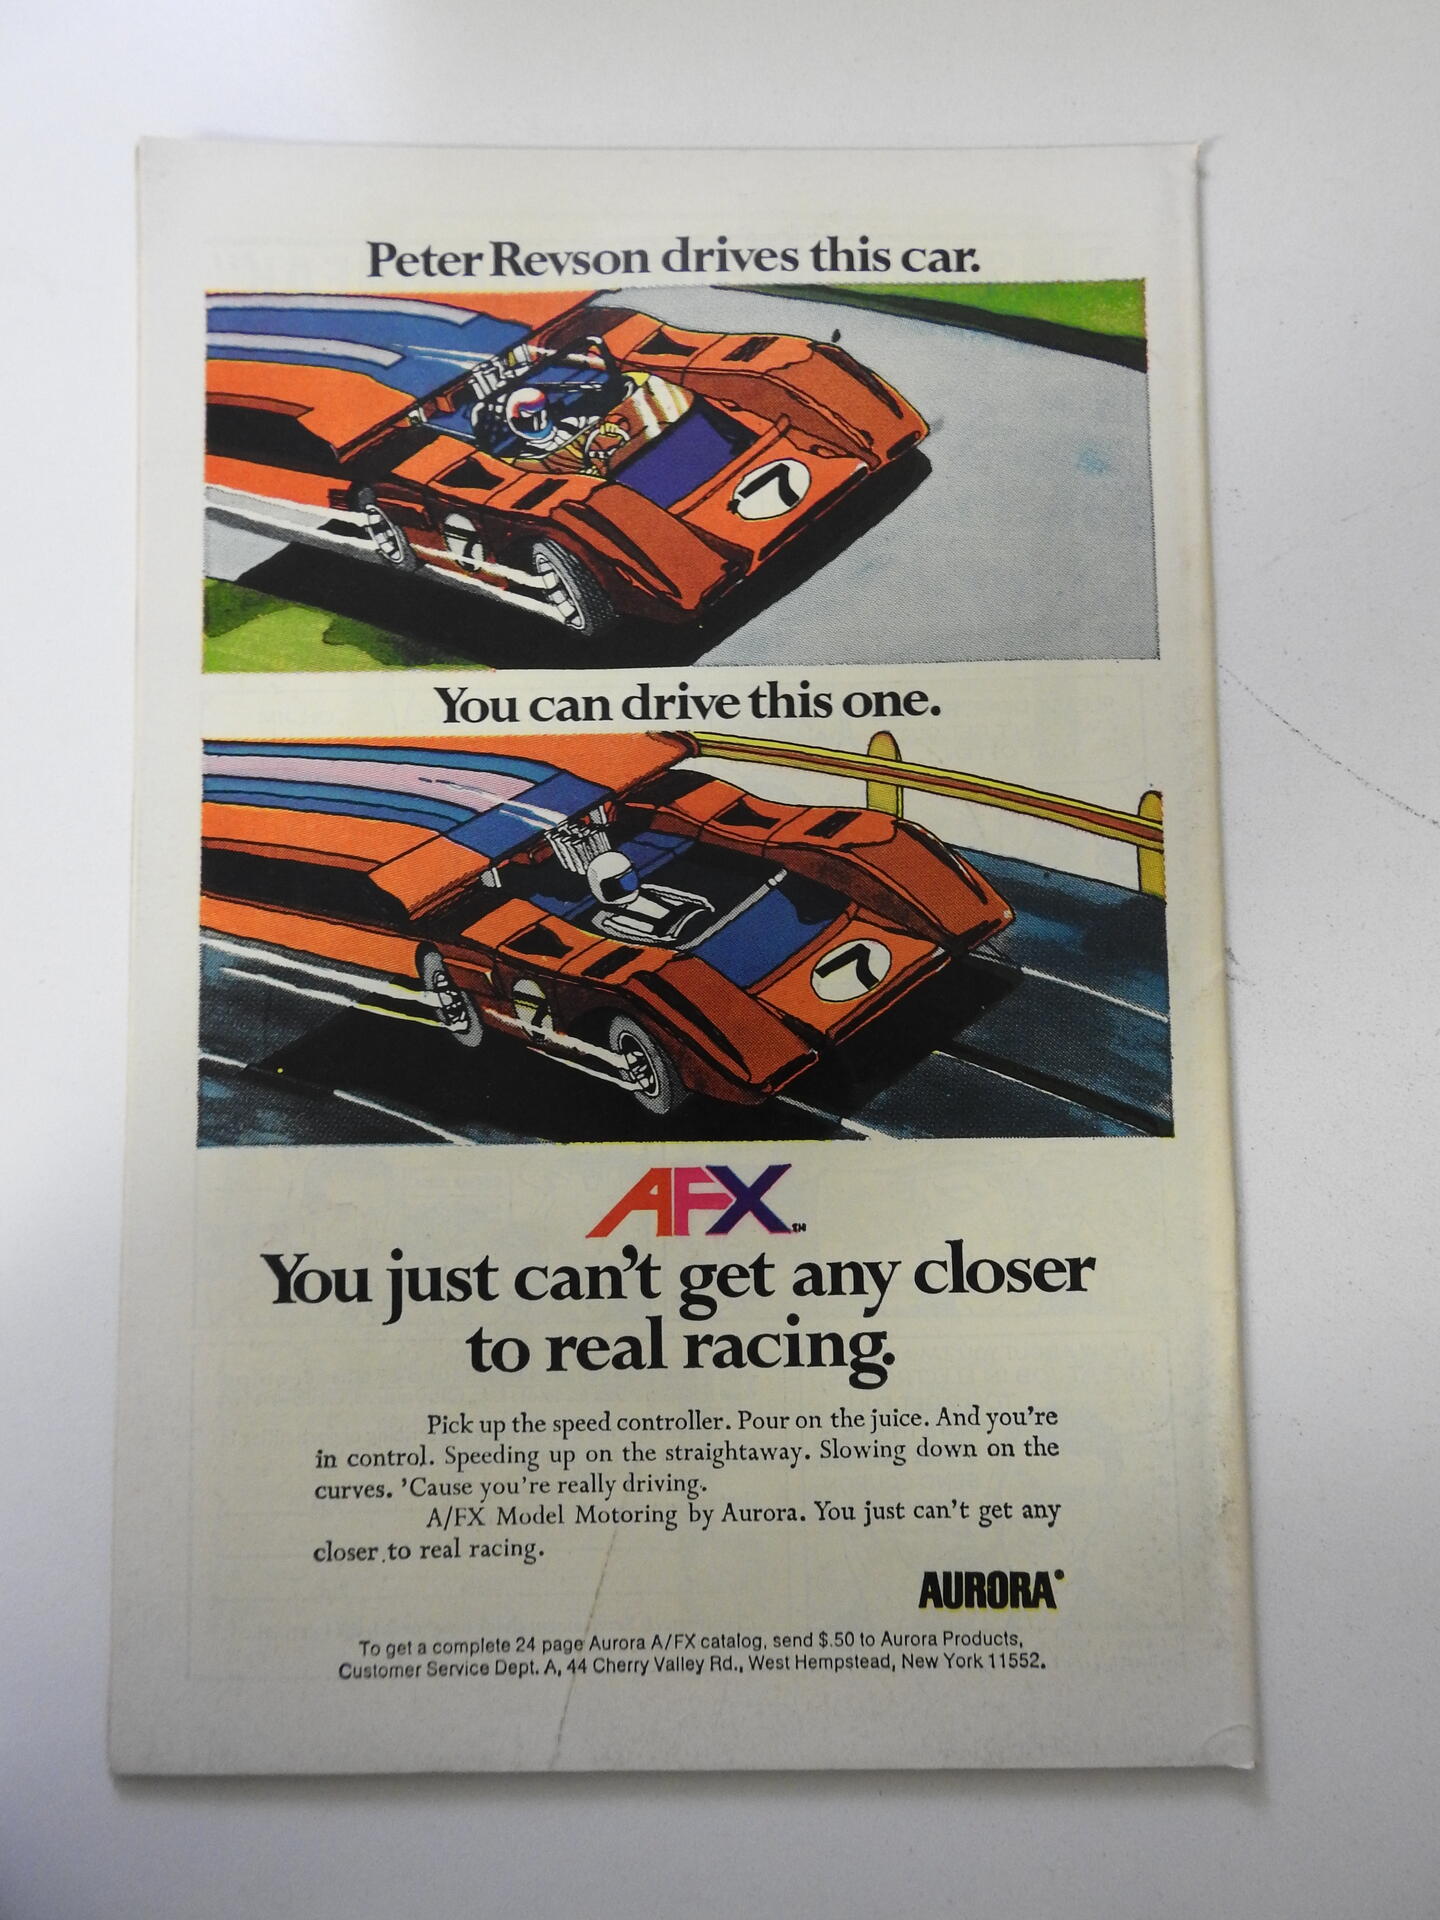 Peter Revson drives this car.
7
7
You can drive this one.
7
7
AFX TM
You just can't get any closer
to real racing.
Pick up the speed controller. Pour on the juice. And you're
in control. Speeding up on the straightaway. Slowing down on the
curves. 'Cause you're really driving.
A/FX Model Motoring by Aurora. You just can't get any
closer to real racing.
AURORA®
To get a complete 24 page Aurora A/FX catalog, send $.50 to Aurora Products,
Customer Service Dept. A, 44 Cherry Valley Rd., West Hempstead, New York 11552.